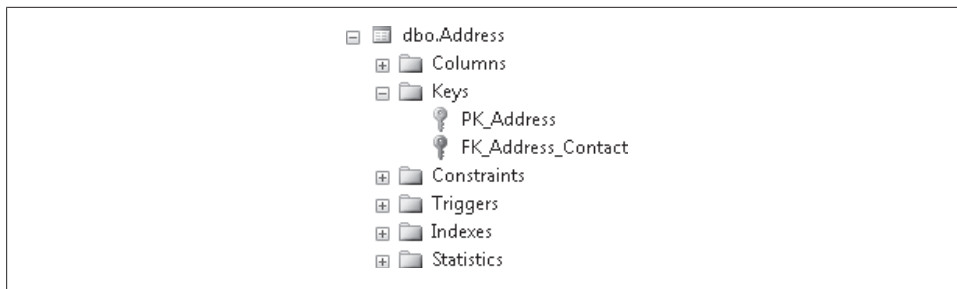 dbo.Address
Columns
Keys
PK_Address
FK_Address_Contact
Constraints
Triggers
Indexes
Statistics